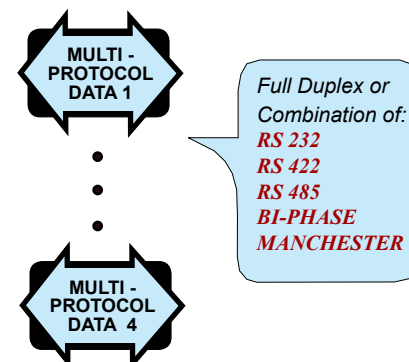 MULTI -
PROTOCOL
DATA 1
Full Duplex or
Combination of:
RS 232
RS 422
RS 485
BI-PHASE
MANCHESTER
MULTI -
PROTOCOL
DATA 4